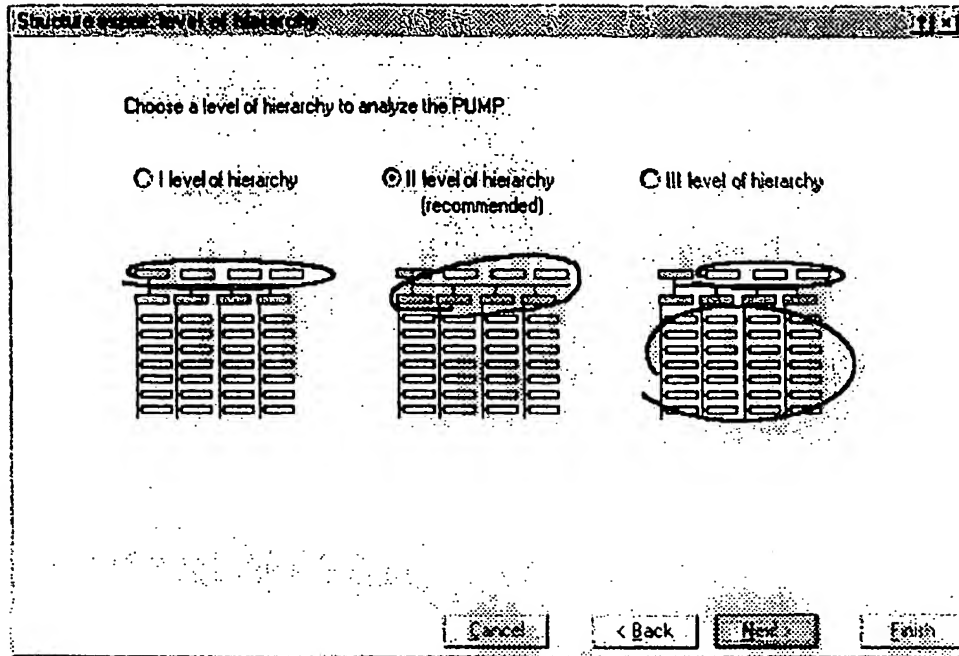 Structure expert: level of hierarchy
Choose a level of hierarchy to analyze the PUMP
I level of hierarchy
II level of hierarchy
(recommended)
III level of hierarchy
Cancel
< Back
Next >
Finish